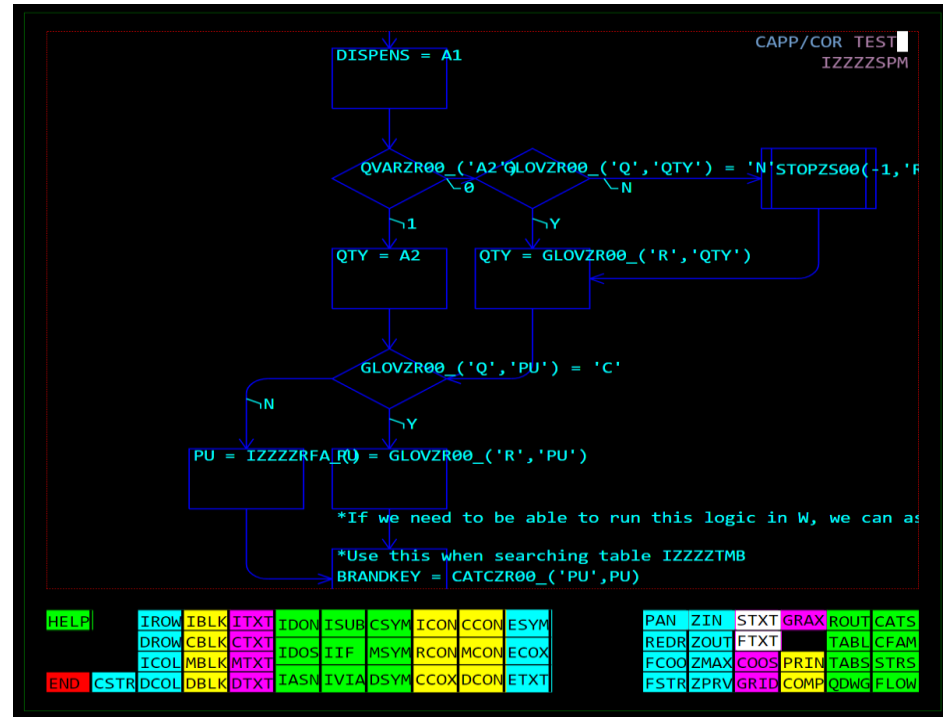 CAPP/COR TEST
IZZZZSPM
DISPENS = A1
QVARZR00_('A2')
GLOVZR00_('Q','QTY') = 'N'
STOPZS00(-1,'R
0
N
1
Y
QTY = A2
QTY = GLOVZR00_('R','QTY')
GLOVZR00_('Q','PU') = 'C'
N
Y
PU = IZZZZRFA_()
PU = GLOVZR00_('R','PU')
*If we need to be able to run this logic in W, we can as
*Use this when searching table IZZZZTMB
BRANDKEY = CATCZR00_('PU',PU)
HELP IROW IBLK ITXT IDON ISUB CSYM ICON CCON ESYM PAN ZIN STXT GRAX ROUT CATS
DROW CBLK CTXT IDOS IIF MSYM RCON MCON ECOX REDR ZOUT FTXT TABL CFAM
ICOL MBLK MTXT FCOO ZMAX COOS PRIN TABS STRS
END CSTR DCOL DBLK DTXT IASN IVIA DSYM CCOX DCON ETXT FSTR ZPRV GRID COMP QDWG FLOW